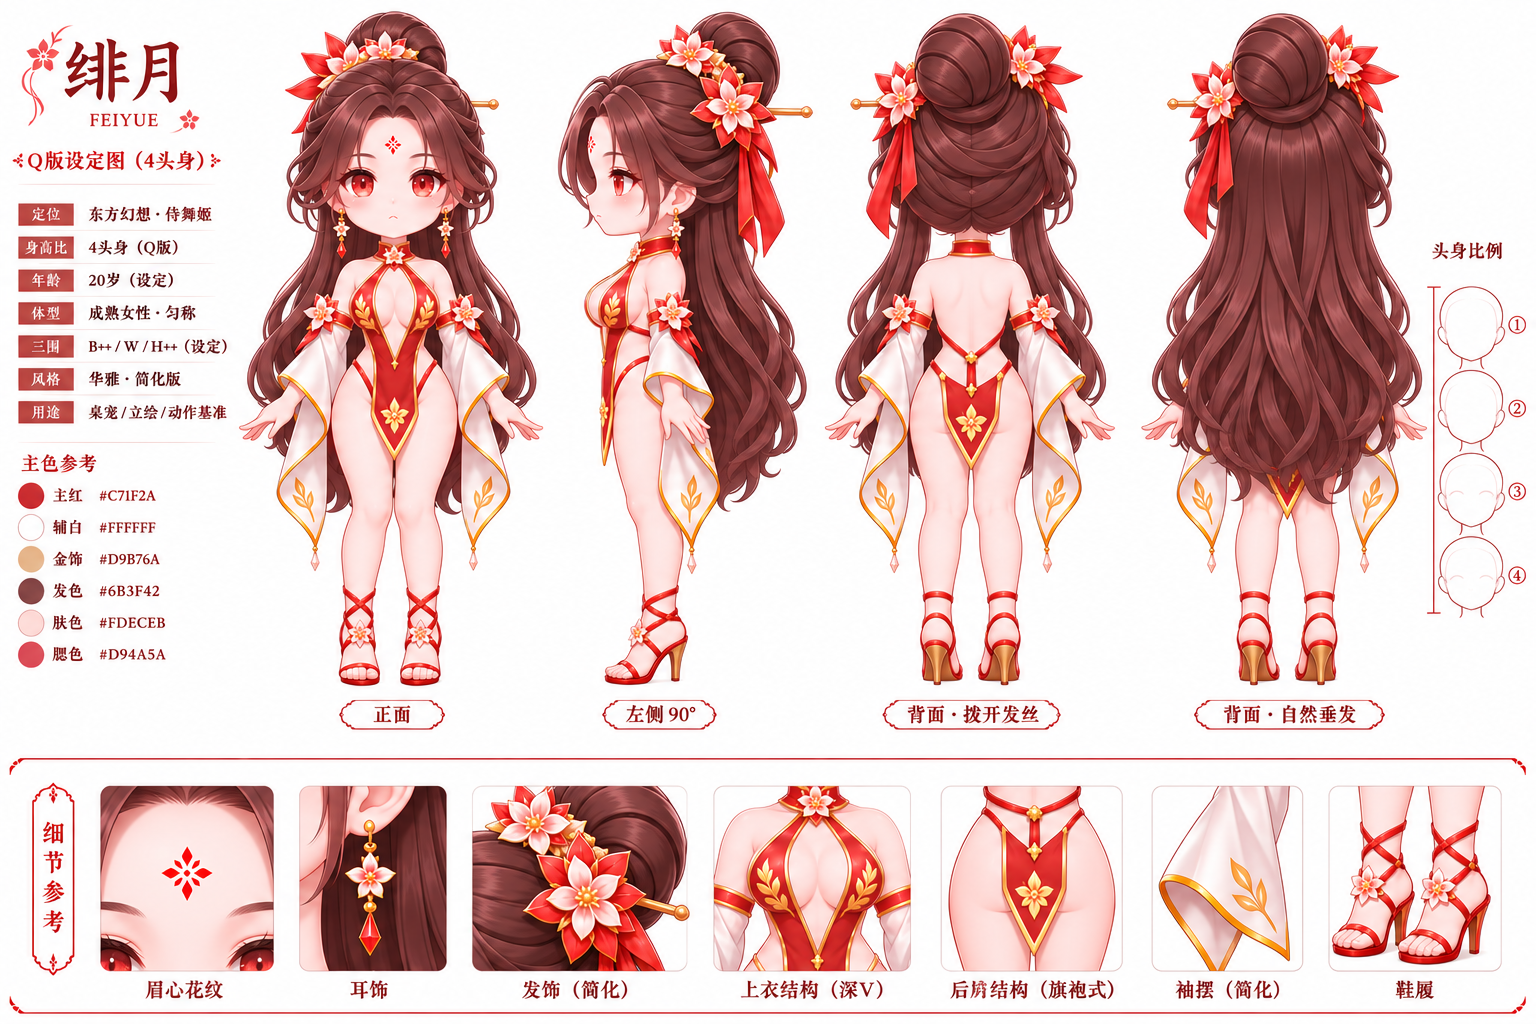 绯月
FEIYUE
Q版设定图（4头身）
定位 东方幻想·侍舞姬
身高比 4头身（Q版）
年龄 20岁（设定）
体型 成熟女性·匀称
三围 B++ / W / H++（设定）
风格 华雅·简化版
用途 桌宠 / 立绘 / 动作基准
主色参考
主红 #C71F2A
辅白 #FFFFFF
金饰 #D9B76A
发色 #6B3F42
肤色 #FDECEB
腮色 #D94A5A
正面
左侧 90°
背面·拨开发丝
背面·自然垂发
头身比例
①
②
③
④
细节参考
眉心花纹
耳饰
发饰（简化）
上衣结构（深V）
后片结构（旗袍式）
袖摆（简化）
鞋履